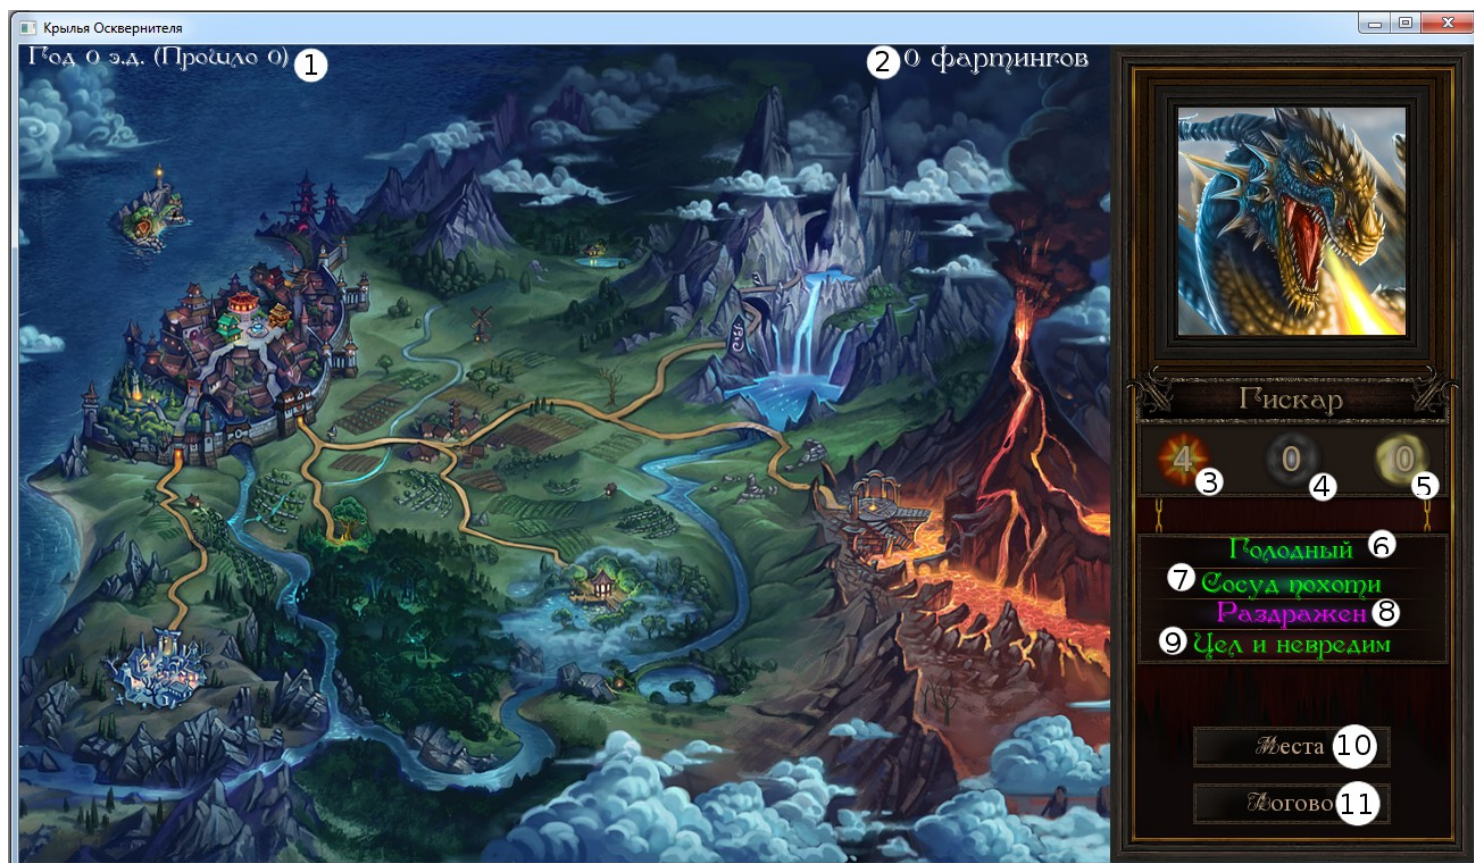 Крылья Осквернителя
Год 0 э.д. (Прошло 0) 1
2 0 фартингов
Гискар
4 0 0
3 4 5
Голодный 6
7 Сосуд похоти
Раздражен 8
9 Цел и невредим
Места 10
Логово 11